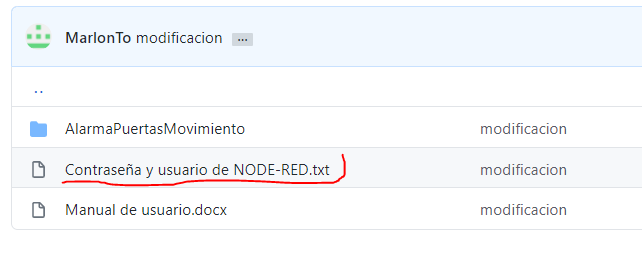 MarlonTo modificacion ...
..
AlarmaPuertasMovimiento modificacion
Contraseña y usuario de NODE-RED.txt modificacion
Manual de usuario.docx modificacion